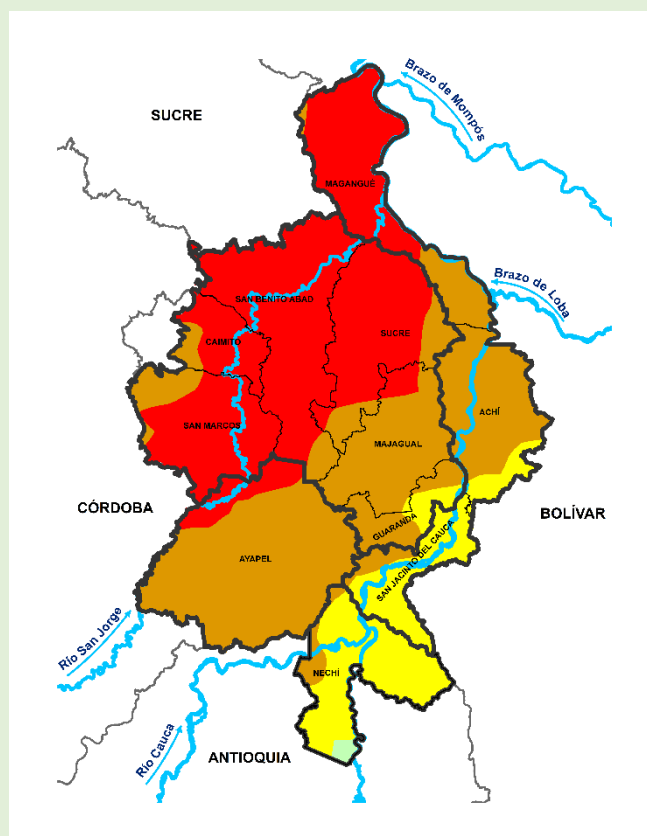 Brazo de Mompós
SUCRE
MAGANGUÉ
Brazo de Loba
SAN BENITO ABAD
SUCRE
CAIMITO
ACHÍ
SAN MARCOS
MAJAGUAL
CÓRDOBA
BOLÍVAR
GUARANDA
SAN JACINTO DEL CAUCA
AYAPEL
Río San Jorge
NECHÍ
Río Cauca
ANTIOQUIA